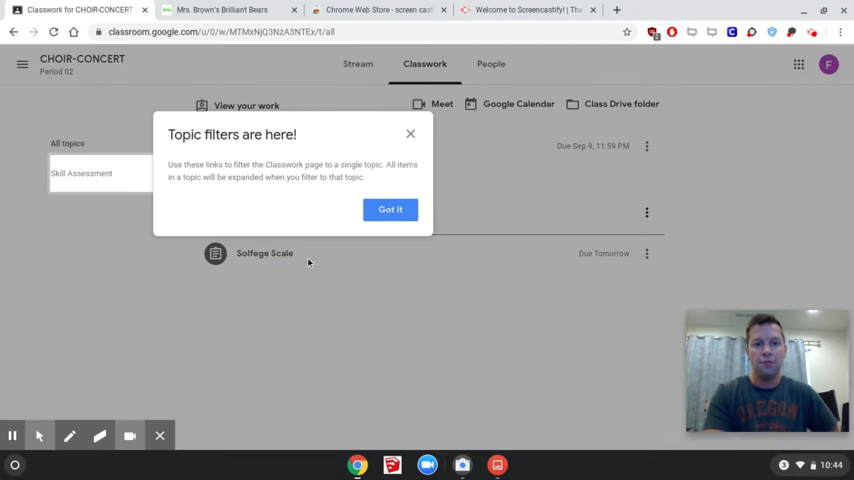 Classwork for CHOIR-CONCERT
Mrs. Brown's Brilliant Bears
Chrome Web Store - screen cast
Welcome to Screencastify! | The
classroom.google.com/u/0/w/MTMxNjQ3NzA3NTEx/t/all
CHOIR-CONCERT
Period 02
Stream
Classwork
People
F
View your work
Meet
Google Calendar
Class Drive folder
All topics
Skill Assessment
Topic filters are here!
Use these links to filter the Classwork page to a single topic. All items
in a topic will be expanded when you filter to that topic.
Got it
Due Sep 9, 11:59 PM
Solfege Scale
Due Tomorrow
OREGON
3
10:44